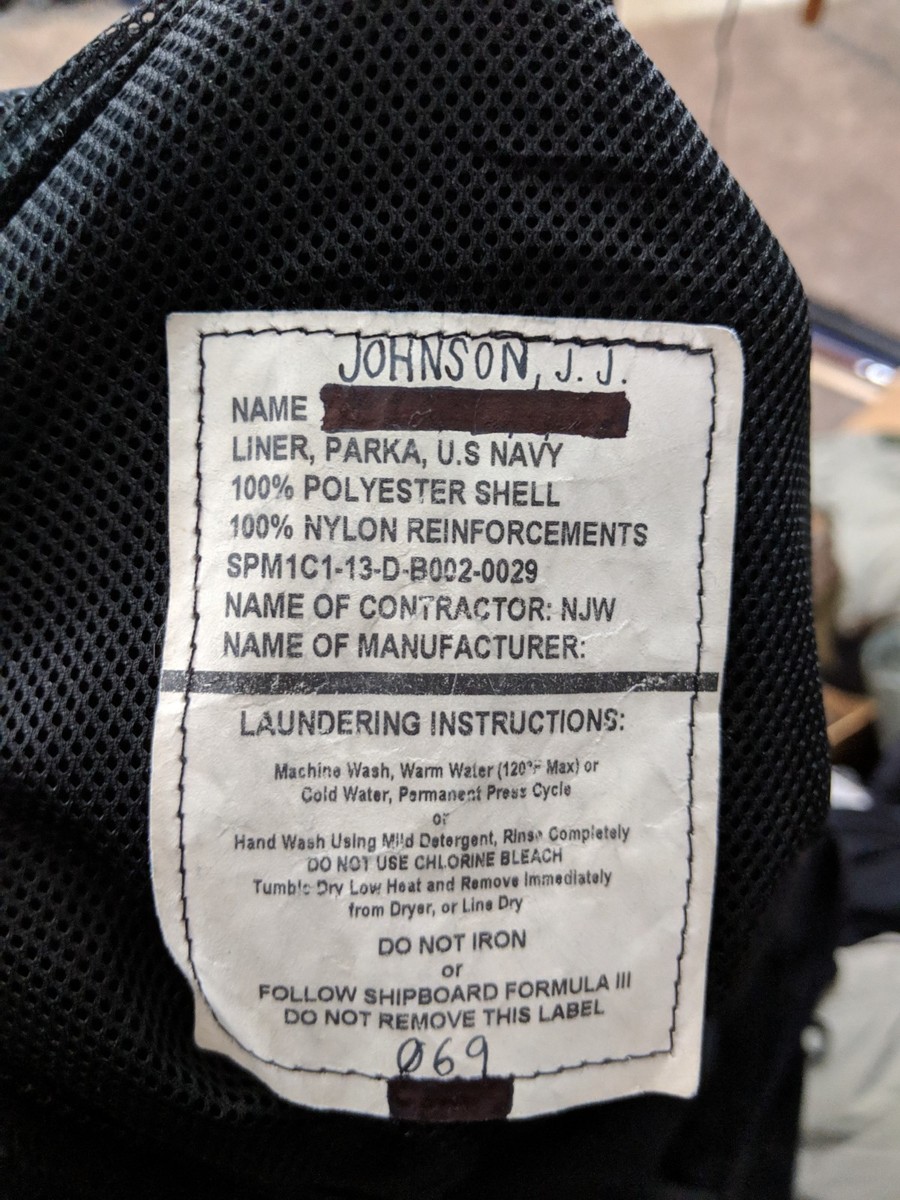 JOHNSON, J. J.
NAME
LINER, PARKA, U.S NAVY
100% POLYESTER SHELL
100% NYLON REINFORCEMENTS
SPM1C1-13-D-B002-0029
NAME OF CONTRACTOR: NJW
NAME OF MANUFACTURER:
LAUNDERING INSTRUCTIONS:
Machine Wash, Warm Water (120°F Max) or
Cold Water, Permanent Press Cycle
or
Hand Wash Using Mild Detergent, Rinse Completely
DO NOT USE CHLORINE BLEACH
Tumble Dry Low Heat and Remove Immediately
from Dryer, or Line Dry
DO NOT IRON
or
FOLLOW SHIPBOARD FORMULA III
DO NOT REMOVE THIS LABEL
Ø69